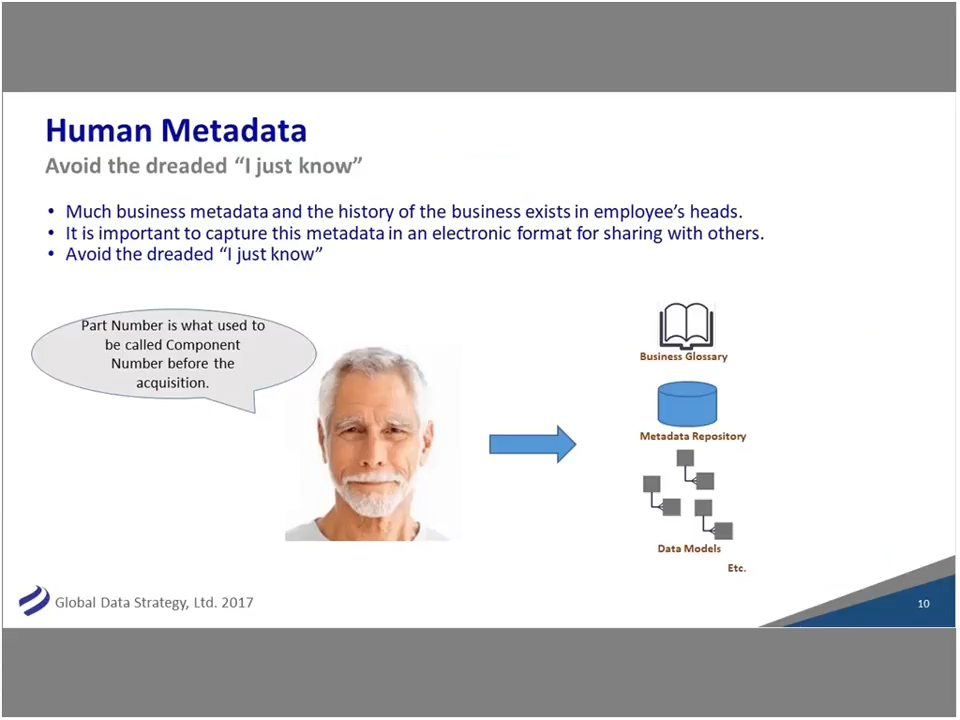 Human Metadata
Avoid the dreaded “I just know”
• Much business metadata and the history of the business exists in employee’s heads.
• It is important to capture this metadata in an electronic format for sharing with others.
• Avoid the dreaded “I just know”
Part Number is what used to
be called Component
Number before the
acquisition.
Business Glossary
Metadata Repository
Data Models
Etc.
Global Data Strategy, Ltd. 2017
10